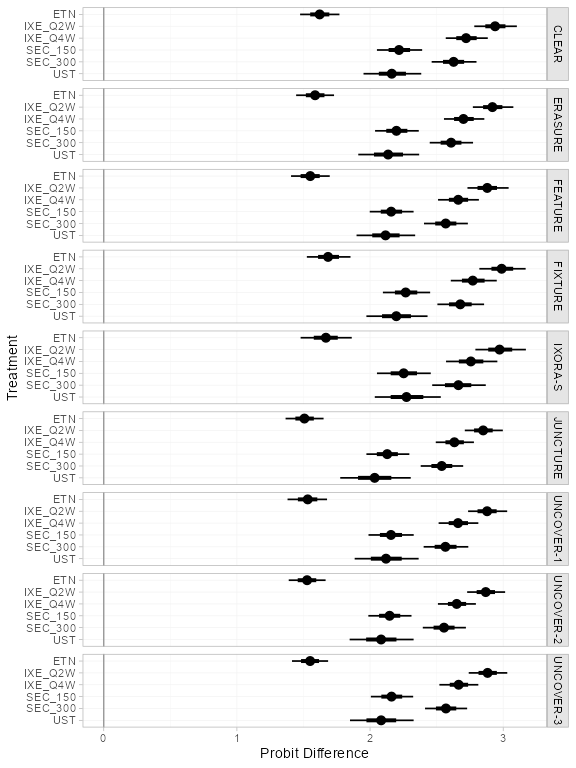 ETN
IXE_Q2W
IXE_Q4W
SEC_150
SEC_300
UST
CLEAR
ETN
IXE_Q2W
IXE_Q4W
SEC_150
SEC_300
UST
ERASURE
ETN
IXE_Q2W
IXE_Q4W
SEC_150
SEC_300
UST
FEATURE
ETN
IXE_Q2W
IXE_Q4W
SEC_150
SEC_300
UST
FIXTURE
Treatment
ETN
IXE_Q2W
IXE_Q4W
SEC_150
SEC_300
UST
IXORA-S
ETN
IXE_Q2W
IXE_Q4W
SEC_150
SEC_300
UST
JUNCTURE
ETN
IXE_Q2W
IXE_Q4W
SEC_150
SEC_300
UST
UNCOVER-1
ETN
IXE_Q2W
IXE_Q4W
SEC_150
SEC_300
UST
UNCOVER-2
ETN
IXE_Q2W
IXE_Q4W
SEC_150
SEC_300
UST
UNCOVER-3
0 1 2 3
Probit Difference